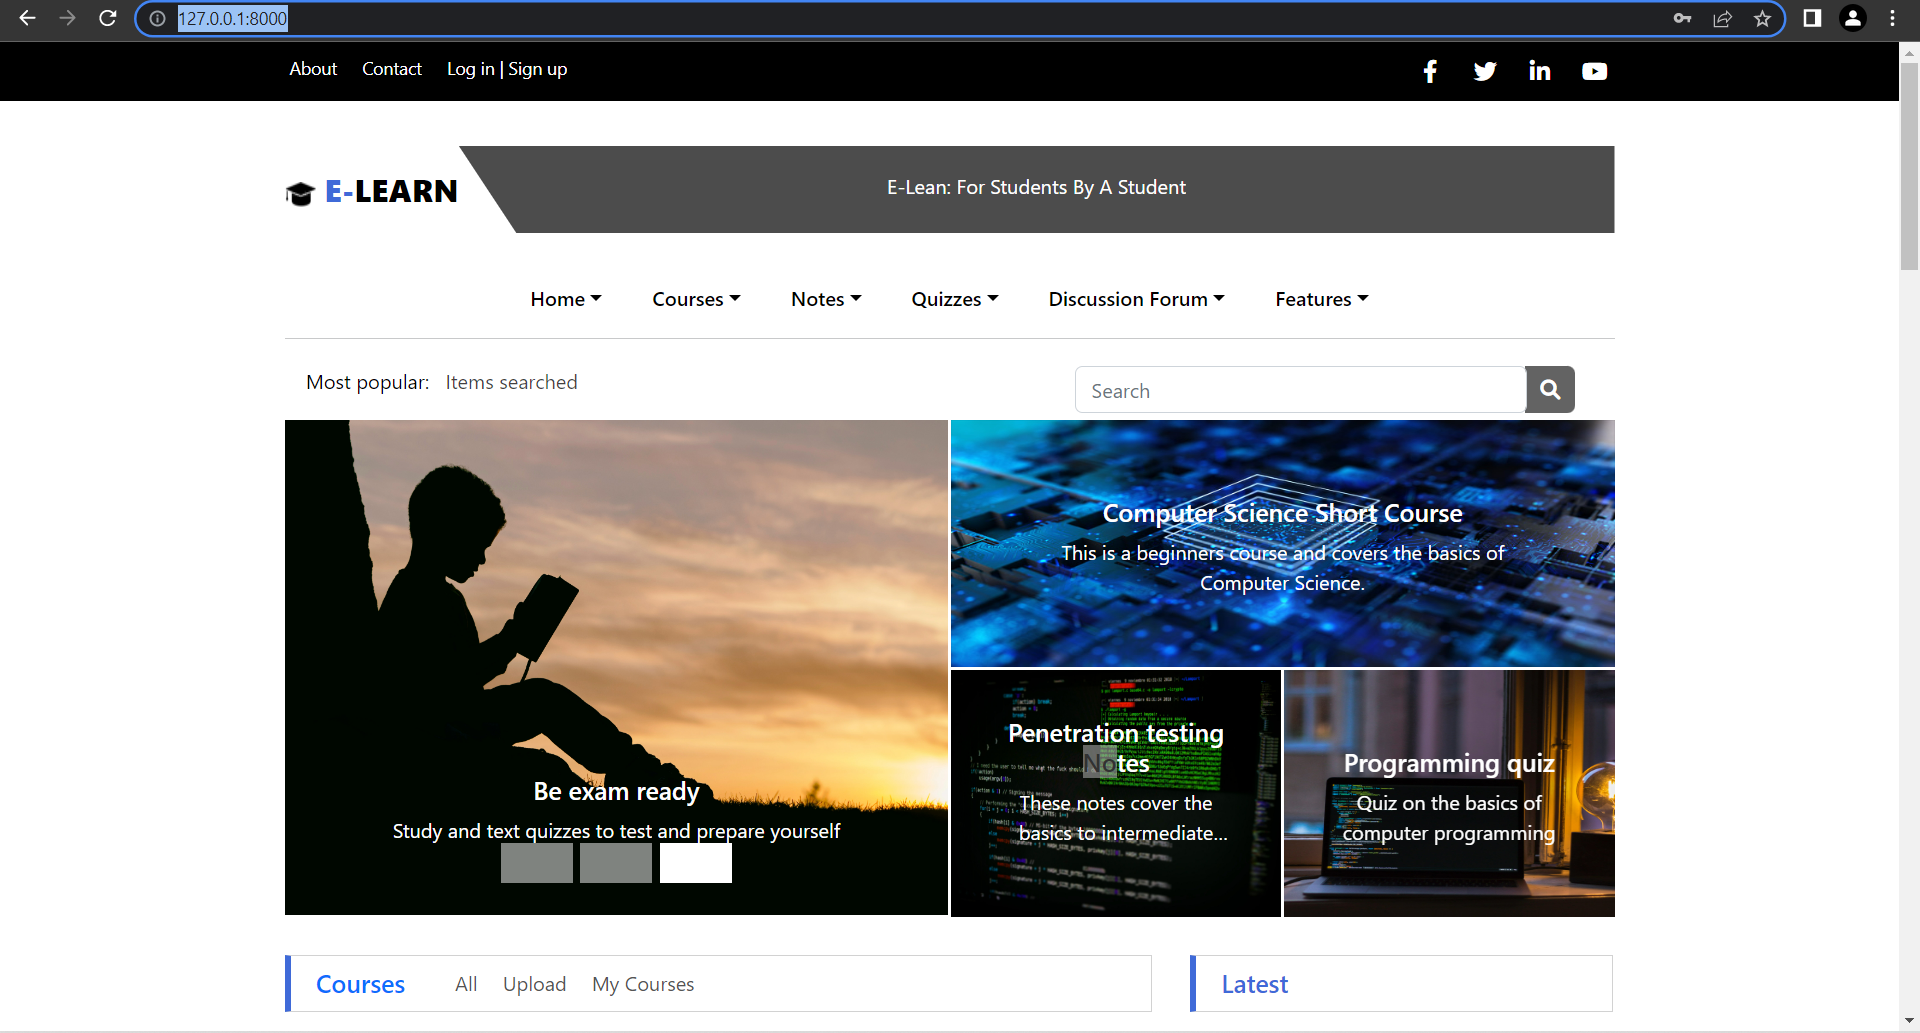 127.0.0.1:8000
About Contact Log in | Sign up
E-LEARN
E-Lean: For Students By A Student
Home Courses Notes Quizzes Discussion Forum Features
Most popular: Items searched
Search
Be exam ready
Study and text quizzes to test and prepare yourself
Computer Science Short Course
This is a beginners course and covers the basics of
Computer Science.
Penetration testing
Notes
These notes cover the
basics to intermediate...
Programming quiz
Quiz on the basics of
computer programming
Courses All Upload My Courses
Latest